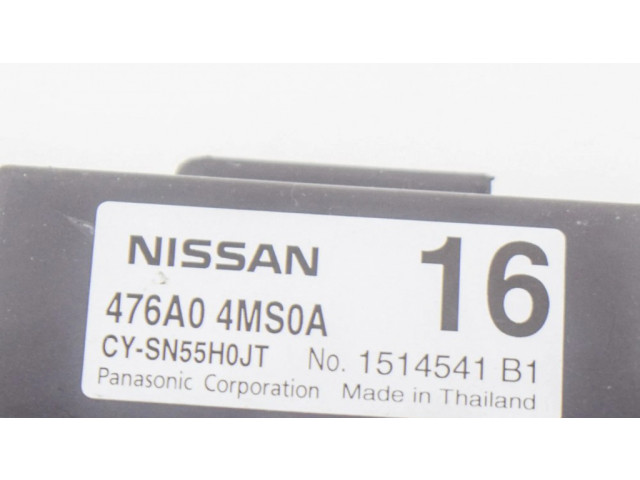 NISSAN 16
476A0 4MS0A
CY-SN55H0JT No. 1514541 B1
Panasonic Corporation Made in Thailand